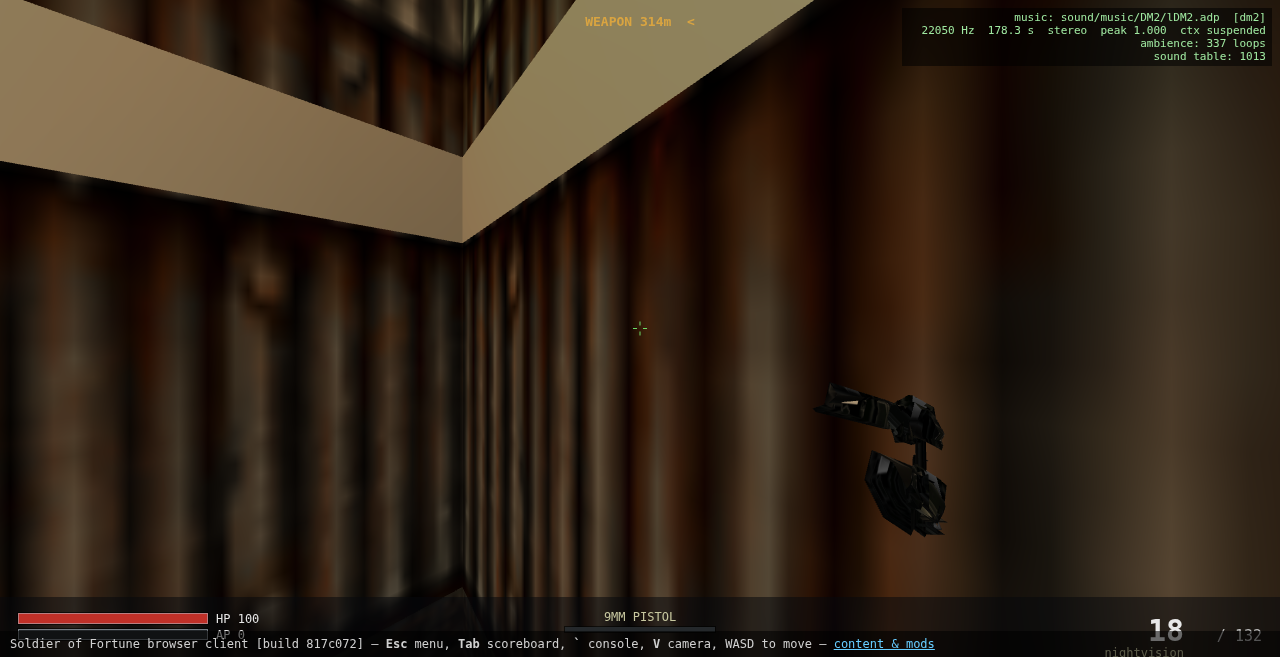 WEAPON 314m <
music: sound/music/DM2/lDM2.adp [dm2]
22050 Hz 178.3 s stereo peak 1.000 ctx suspended
ambience: 337 loops
sound table: 1013
9MM PISTOL
HP 100
AP 0
18 / 132
Soldier of Fortune browser client [build 817c072] — Esc menu, Tab scoreboard, ` console, V camera, WASD to move — content & mods
nightvision